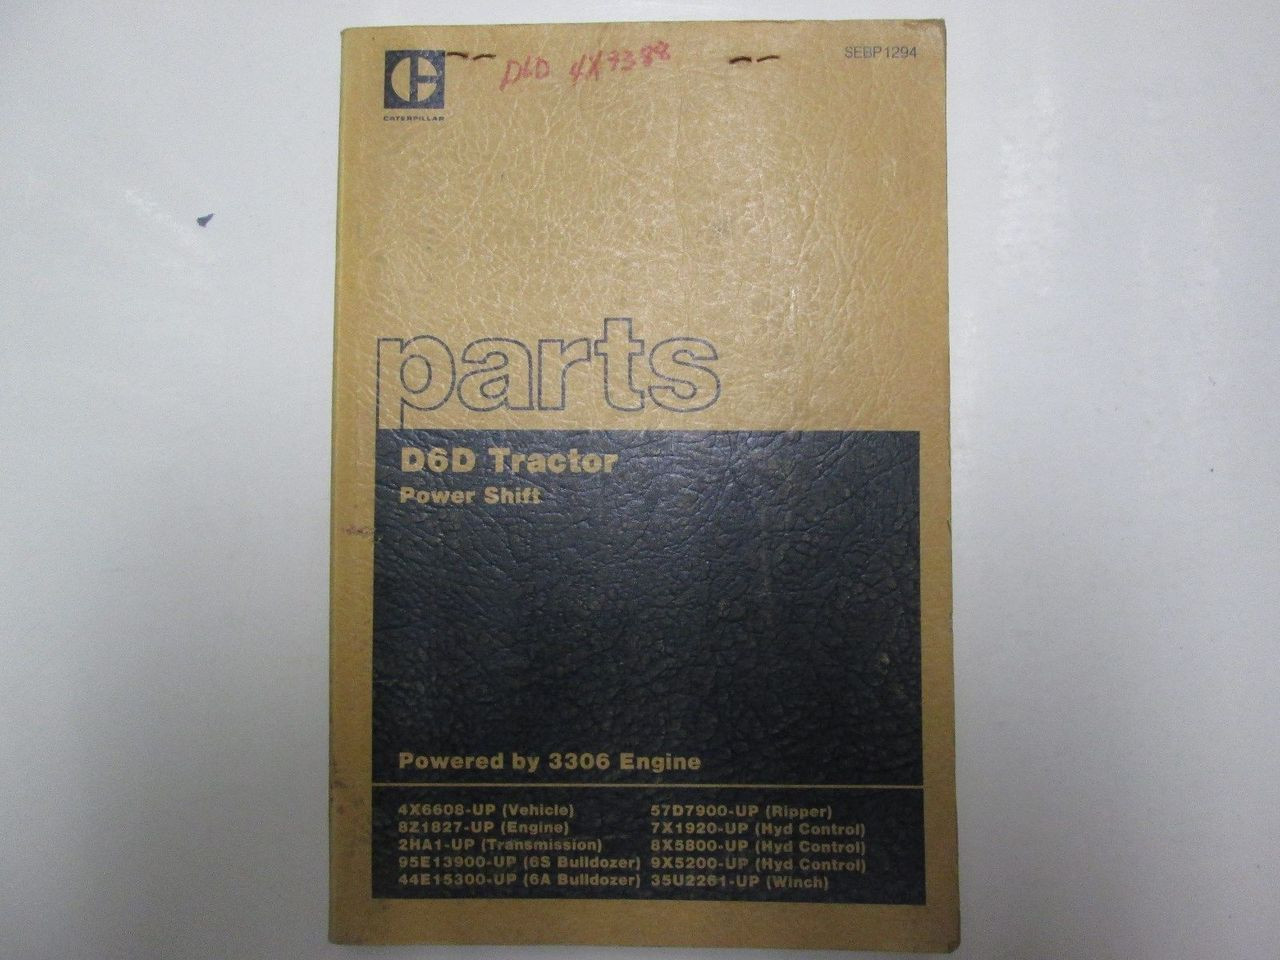 D6D 4X9388
SEBP1294
CATERPILLAR
parts
D6D Tractor
Power Shift
Powered by 3306 Engine
4X6608-UP (Vehicle)
8Z1827-UP (Engine)
2HA1-UP (Transmission)
95E13900-UP (6S Bulldozer)
44E15300-UP (6A Bulldozer)
57D7900-UP (Ripper)
7X1920-UP (Hyd Control)
8X5800-UP (Hyd Control)
9X5200-UP (Hyd Control)
35U2261-UP (Winch)